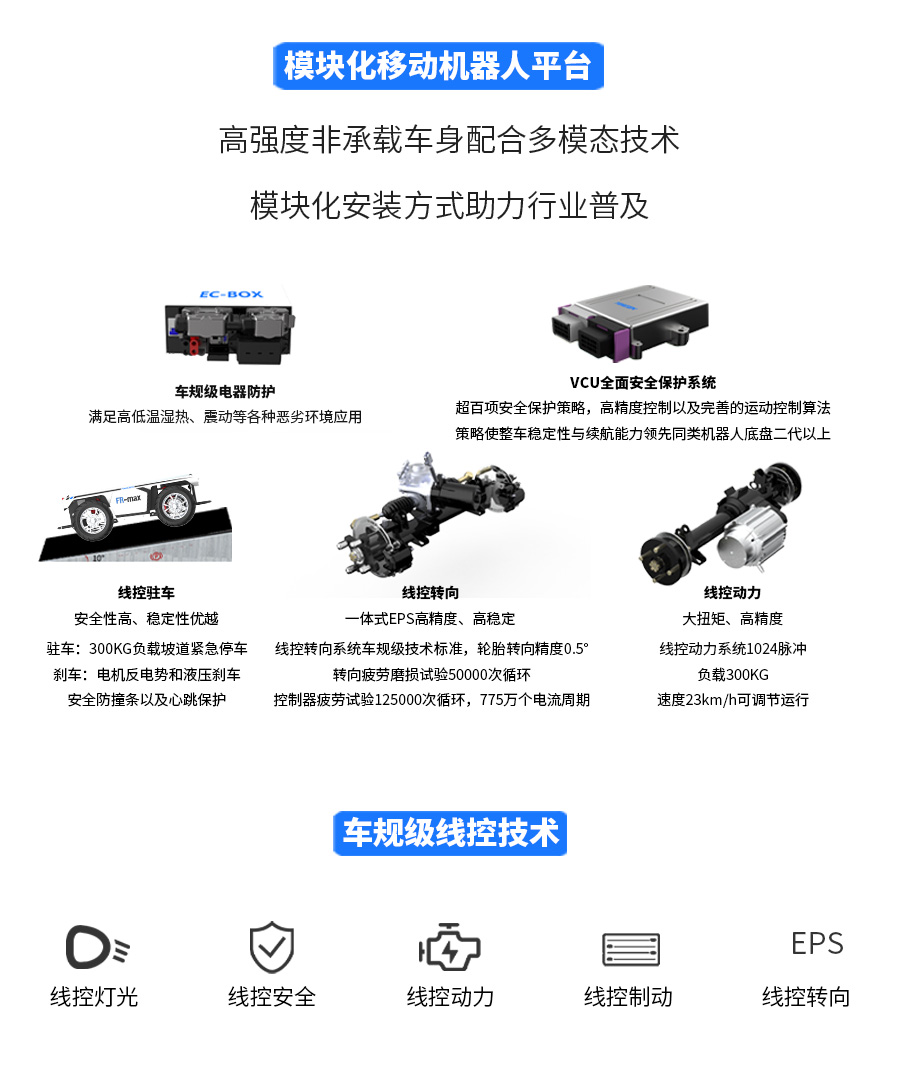 模块化移动机器人平台
高强度非承载车身配合多模态技术
模块化安装方式助力行业普及
EC-BOX
车规级电器防护
满足高低温湿热、震动等各种恶劣环境应用
VCU全面安全保护系统
超百项安全保护策略，高精度控制以及完善的运动控制算法
策略使整车稳定性与续航能力领先同类机器人底盘二代以上
FR-max
10°
线控驻车
安全性高、稳定性优越
驻车：300KG负载坡道紧急停车
刹车：电机反电势和液压刹车
安全防撞条以及心跳保护
线控转向
一体式EPS高精度、高稳定
线控转向系统车规级技术标准，轮胎转向精度0.5°
转向疲劳磨损试验50000次循环
控制器疲劳试验125000次循环，775万个电流周期
线控动力
大扭矩、高精度
线控动力系统1024脉冲
负载300KG
速度23km/h可调节运行
车规级线控技术
线控灯光
线控安全
线控动力
线控制动
EPS
线控转向